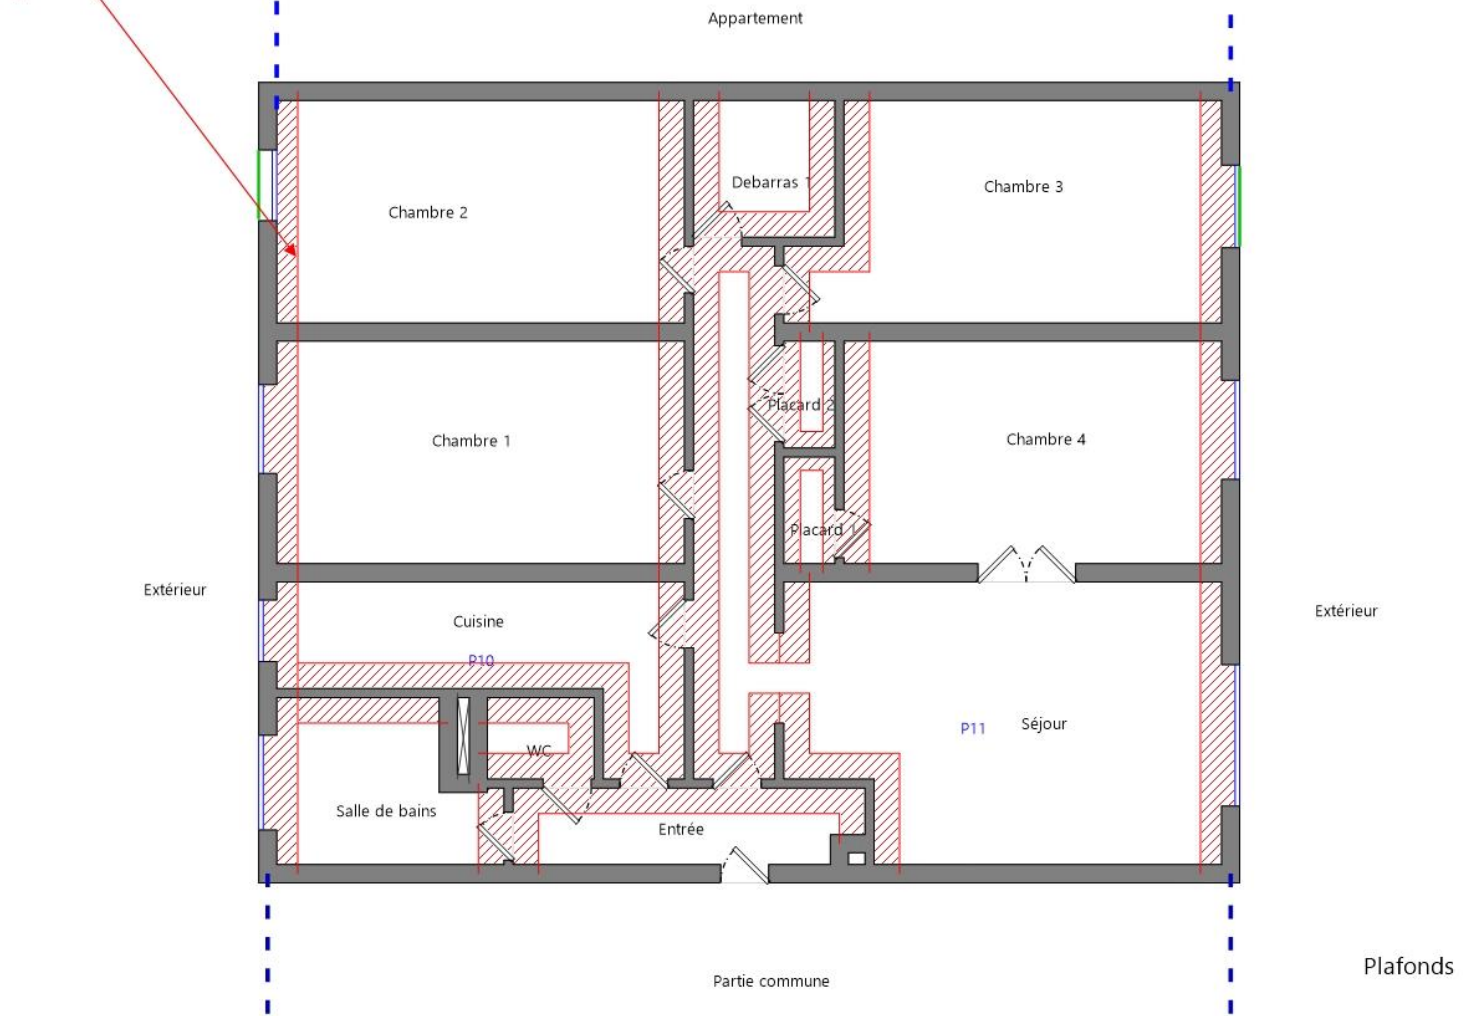 Appartement
Debarras 1
Chambre 3
Chambre 2
Placard 2
Chambre 4
Chambre 1
Placard 1
Extérieur
Extérieur
Cuisine
P10
P11
Séjour
WC
Salle de bains
Entrée
Plafonds
Partie commune